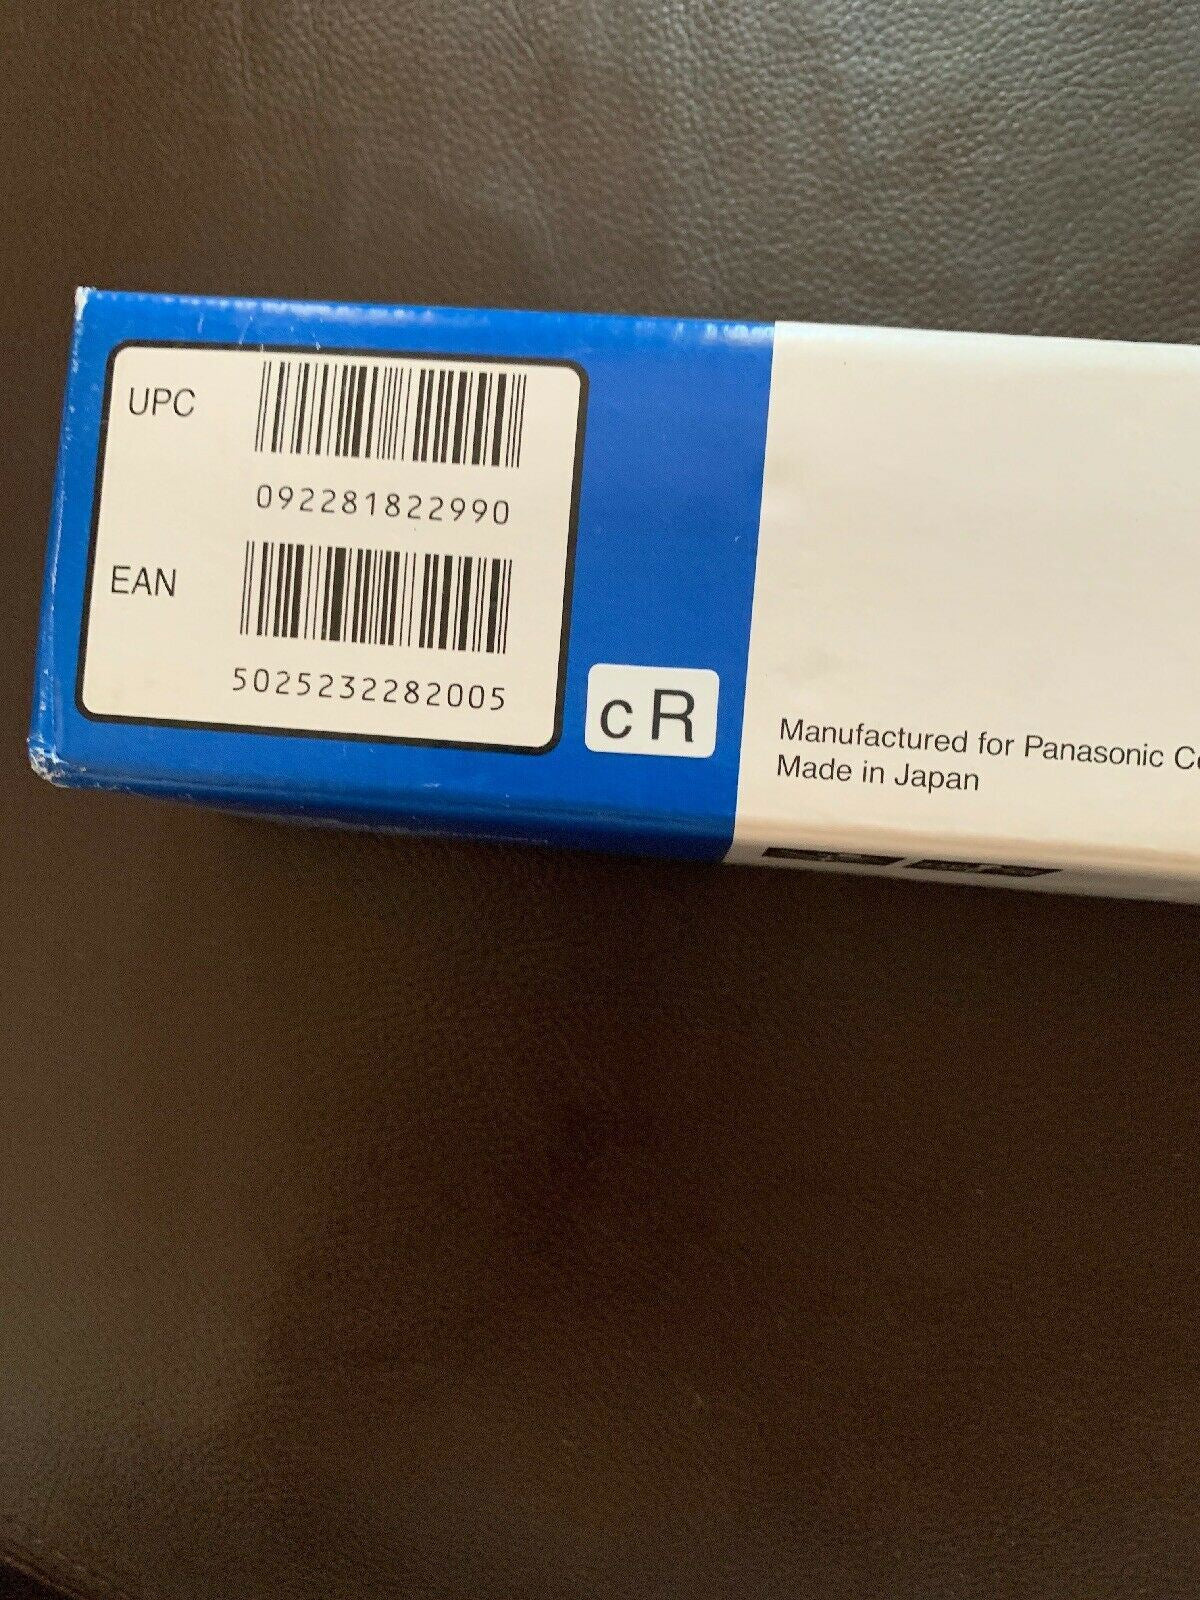 UPC
092281822990
EAN
5025232282005
cR
Manufactured for Panasonic
Made in Japan